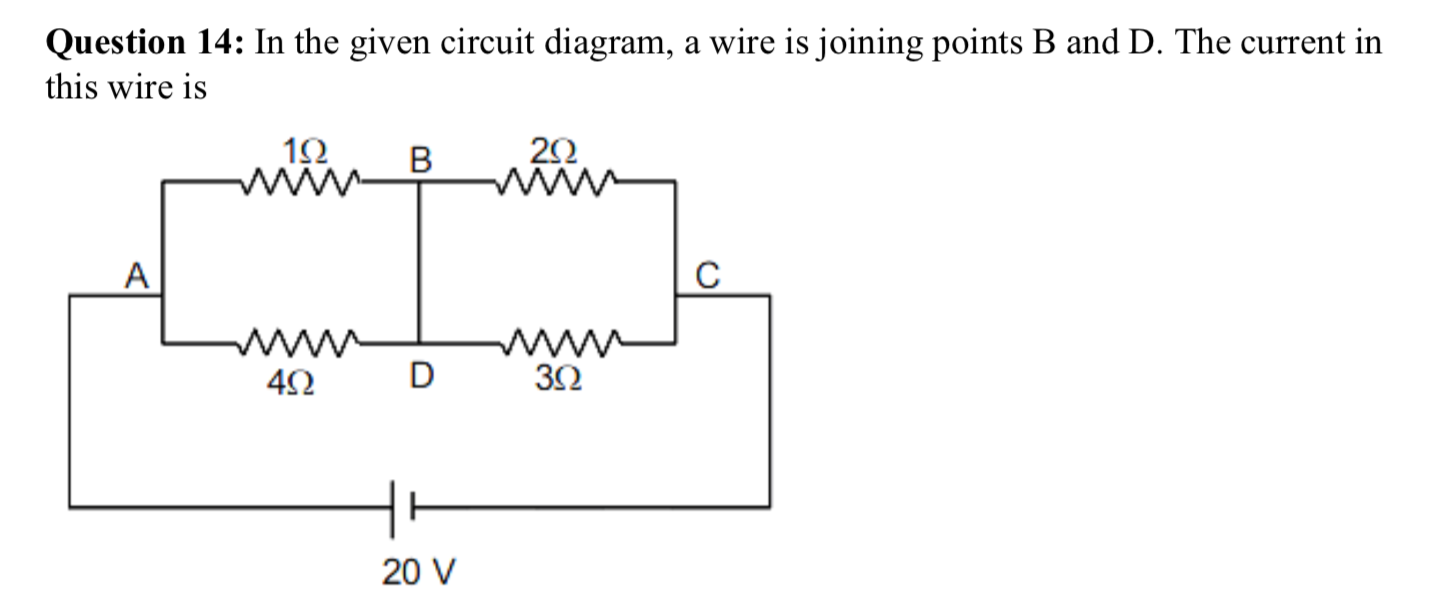 Question 14: In the given circuit diagram, a wire is joining points B and D. The current in
this wire is
1Ω B 2Ω
A C
4Ω D 3Ω
20 V